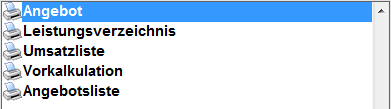 Angebot
Leistungsverzeichnis
Umsatzliste
Vorkalkulation
Angebotsliste